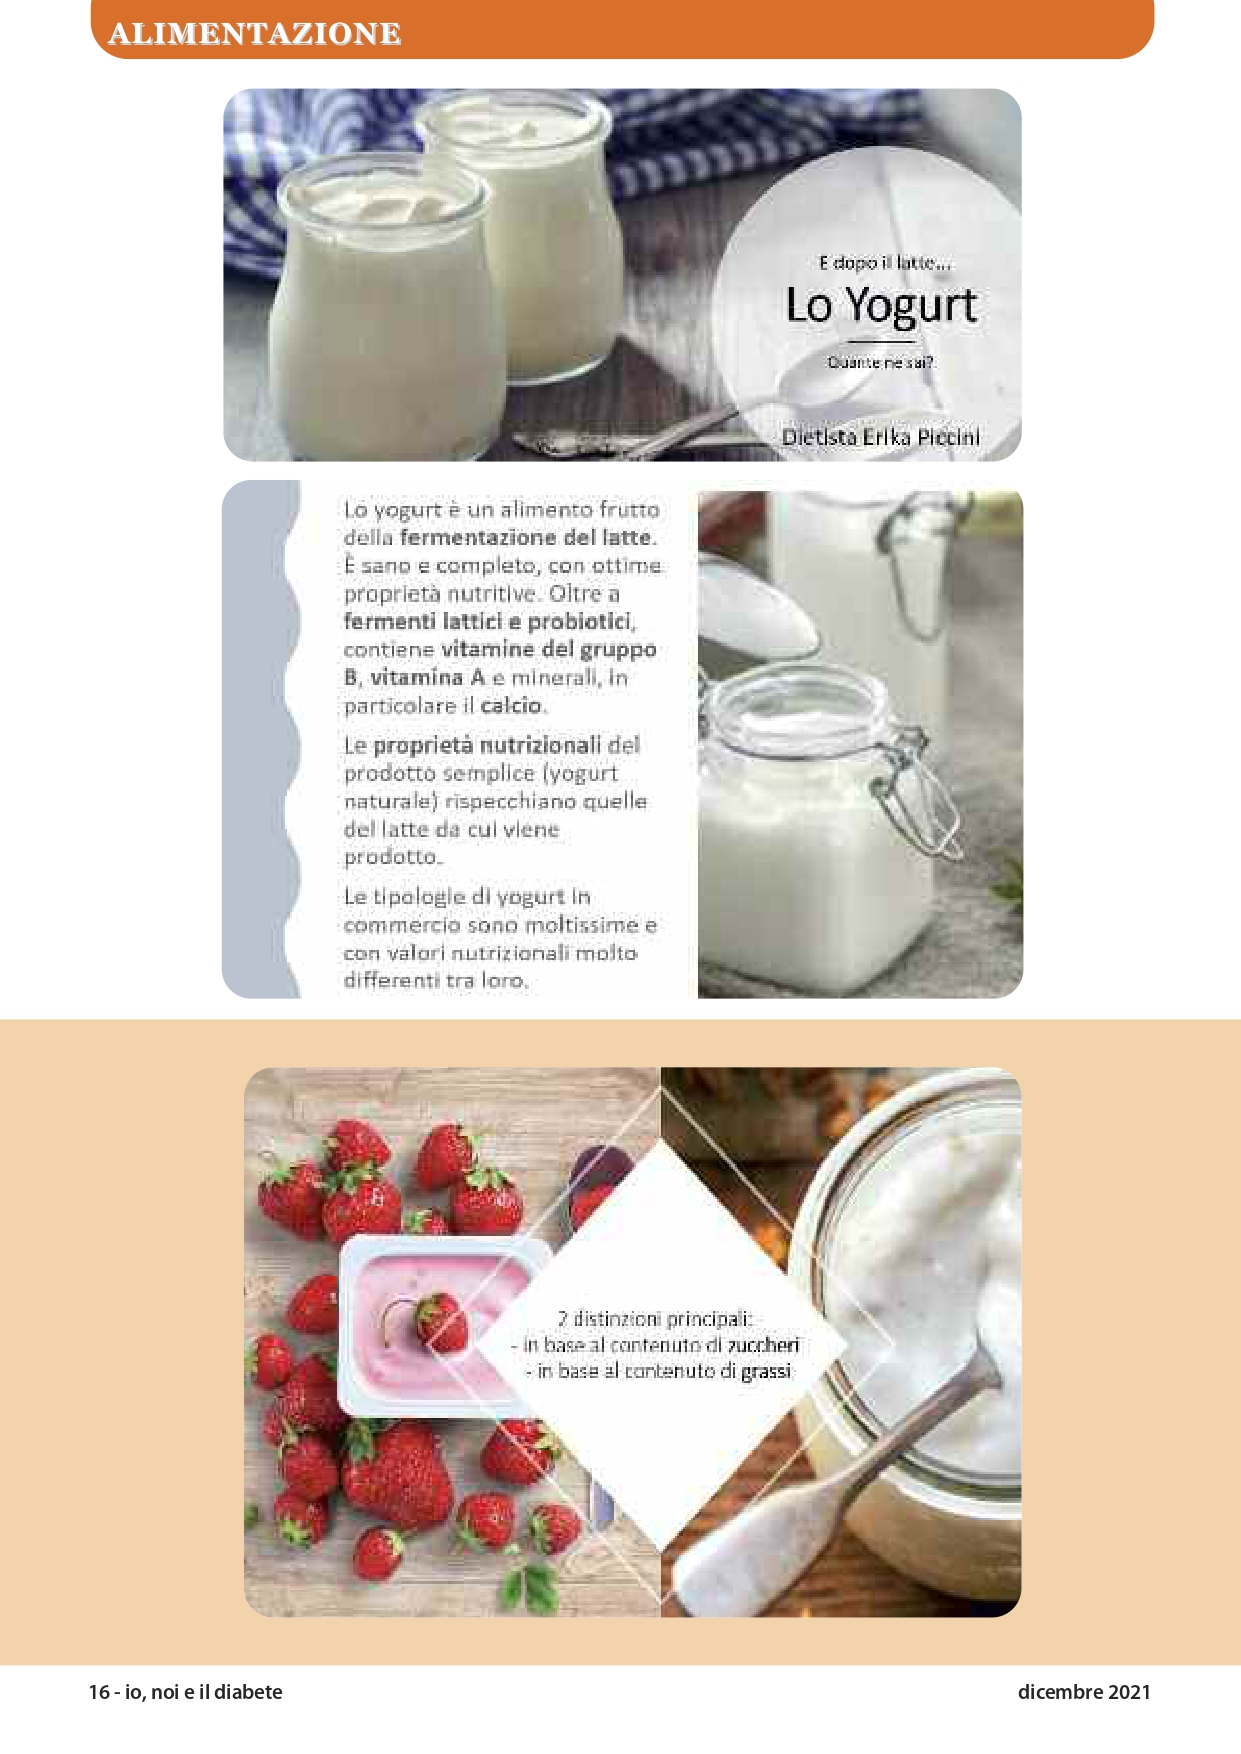 ALIMENTAZIONE
E dopo il latte...
Lo Yogurt
Quante ne sai?
Dietista Erika Piccini
Lo yogurt è un alimento frutto
della fermentazione del latte.
È sano e completo, con ottime
proprietà nutritive. Oltre a
fermenti lattici e probiotici,
contiene vitamine del gruppo
B, vitamina A e minerali, in
particolare il calcio.
Le proprietà nutrizionali del
prodotto semplice (yogurt
naturale) rispecchiano quelle
del latte da cui viene
prodotto.
Le tipologie di yogurt in
commercio sono moltissime e
con valori nutrizionali molto
differenti tra loro.
2 distinzioni principali:
- in base al contenuto di zuccheri
- in base al contenuto di grassi
16 - io, noi e il diabete
dicembre 2021